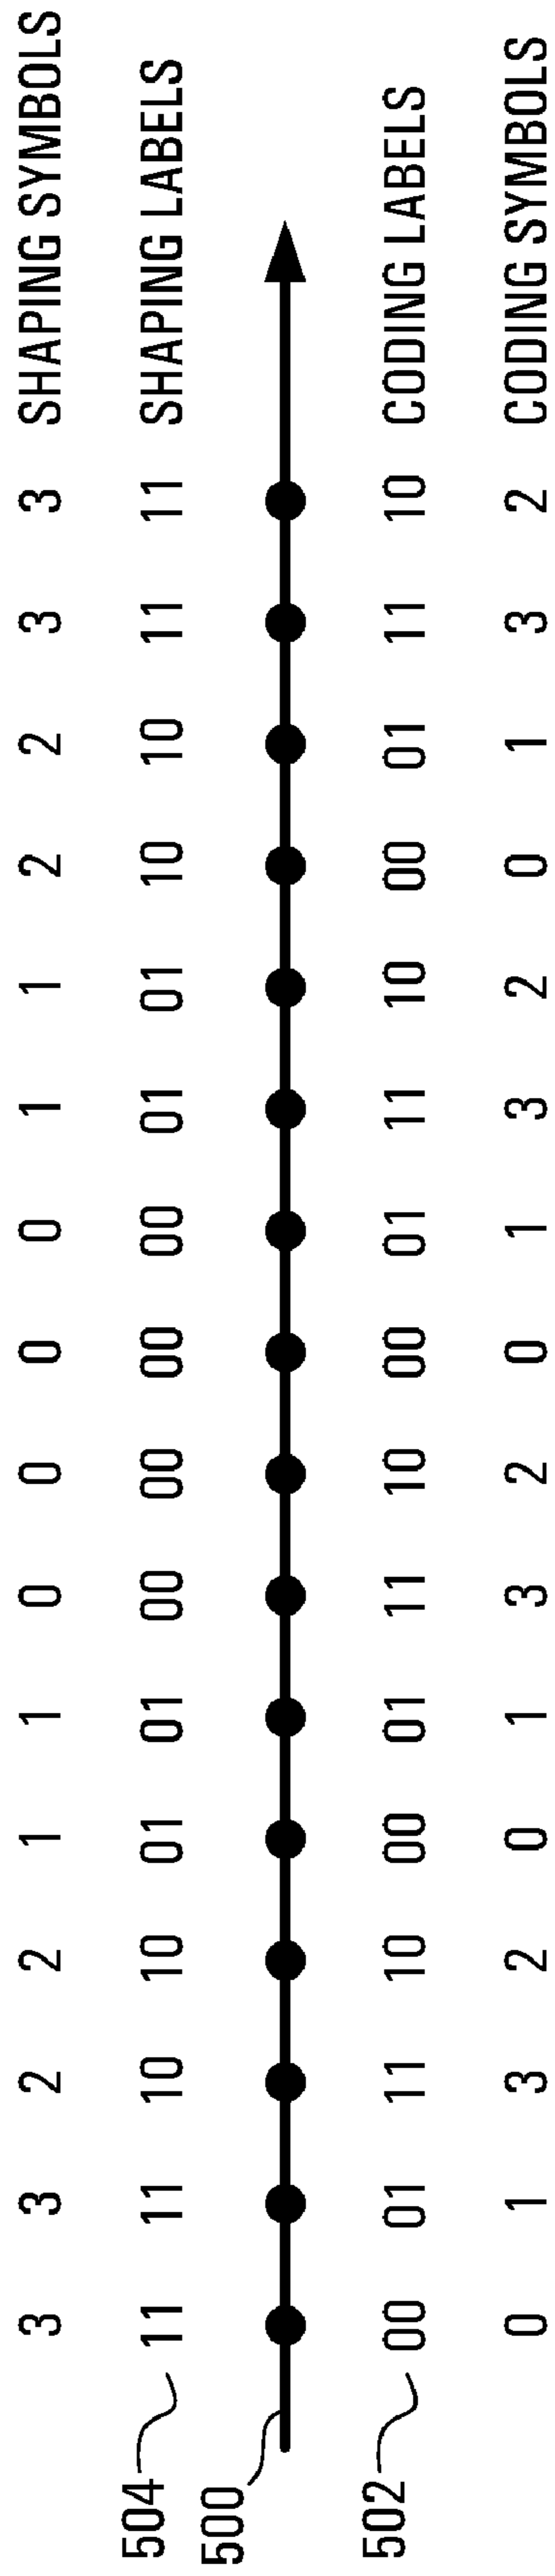 3 3 2 2 1 1 0 0 0 0 1 1 2 2 3 3 SHAPING SYMBOLS
504 11 11 10 10 01 01 00 00 00 00 01 01 10 10 11 11 SHAPING LABELS
500
502 00 01 11 10 00 01 11 10 00 01 11 10 00 01 11 10 CODING LABELS
0 1 3 2 0 1 3 2 0 1 3 2 0 1 3 2 CODING SYMBOLS